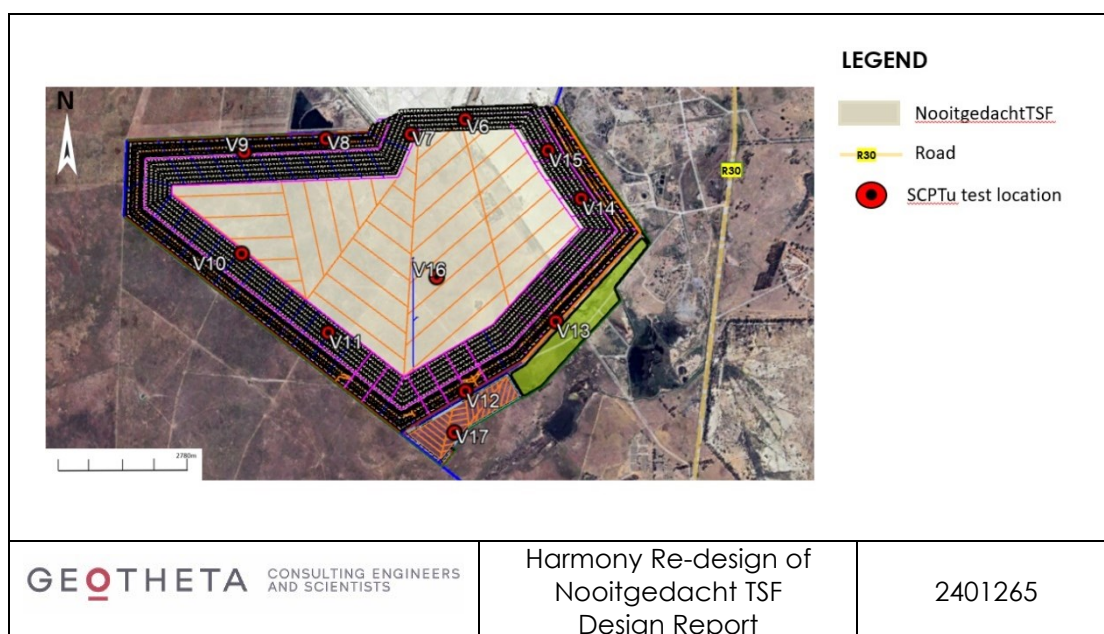 LEGEND
N
NooitgedachtTSF
R30 Road
SCPTu test location
V6
V7
V8
V9
V15
V14
R30
V10
V16
V11
V13
V12
V17
2780m
GEOTHETA CONSULTING ENGINEERS
AND SCIENTISTS
Harmony Re-design of
Nooitgedacht TSF
Design Report
2401265